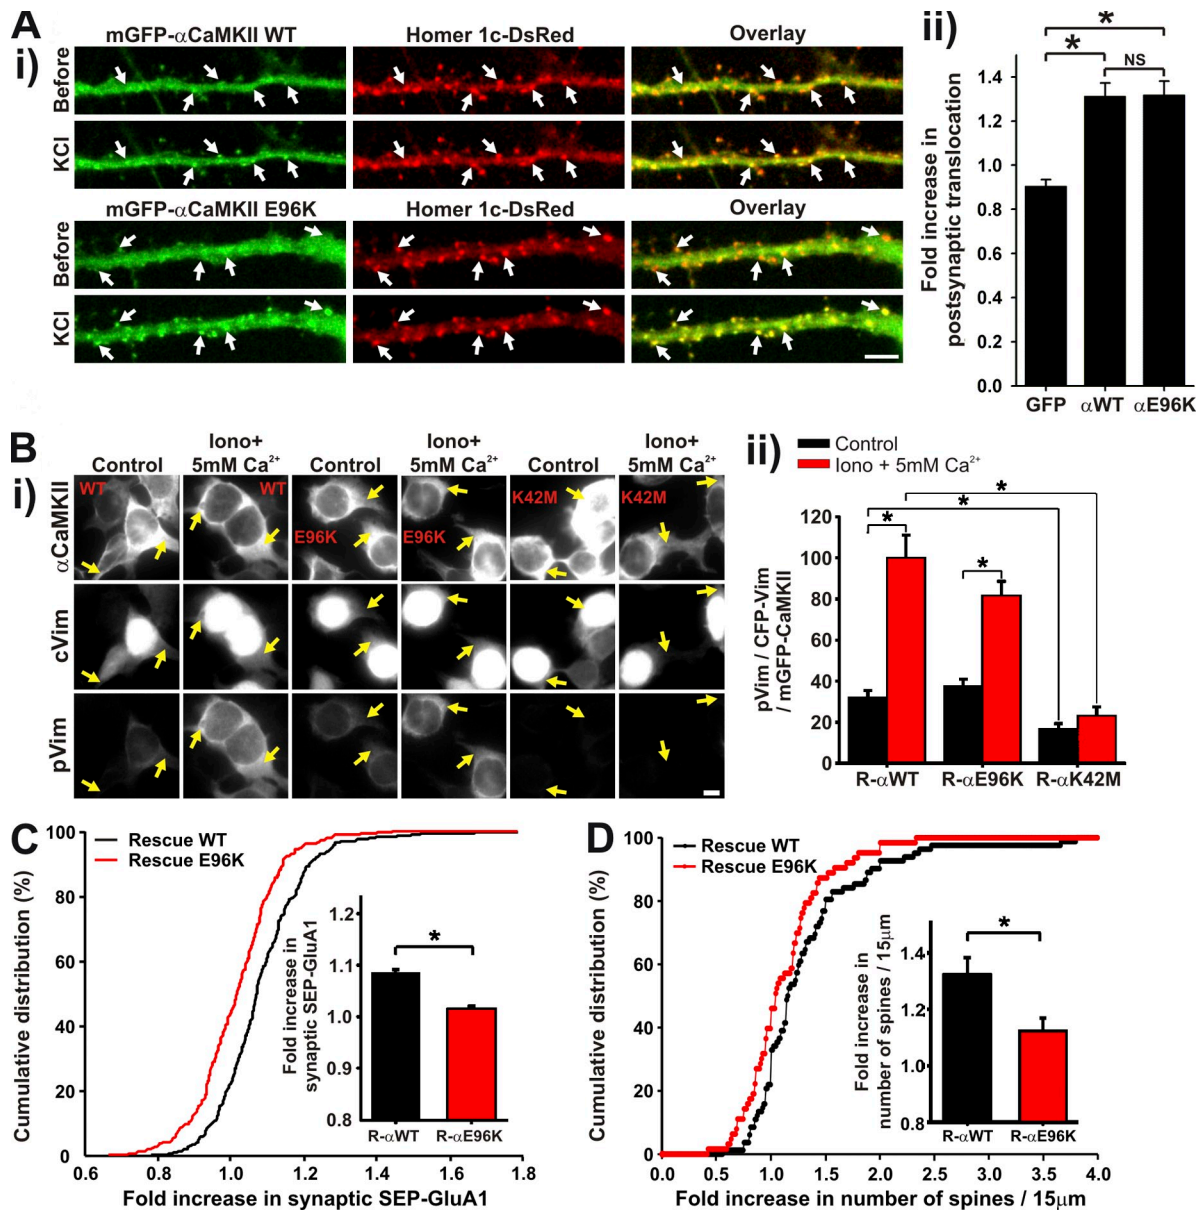 A
i)
mGFP-αCaMKII WT
Homer 1c-DsRed
Overlay
Before
KCl
mGFP-αCaMKII E96K
Homer 1c-DsRed
Overlay
Before
KCl
ii)
*
*
NS
Fold increase in
postsynaptic translocation
1.4
1.2
1.0
0.8
0.6
0.4
0.2
0.0
GFP αWT αE96K
B
i)
Control
Iono+
5mM Ca²⁺
Control
Iono+
5mM Ca²⁺
Control
Iono+
5mM Ca²⁺
αCaMKII
WT
WT
E96K
E96K
K42M
K42M
cVim
pVim
ii)
Control
Iono + 5mM Ca²⁺
*
*
*
*
pVim / CFP-Vim
/ mGFP-CaMKII
120
100
80
60
40
20
0
R-αWT R-αE96K R-αK42M
C
Rescue WT
Rescue E96K
Cumulative distribution (%)
100
80
60
40
20
0
0.6 0.8 1.0 1.2 1.4 1.6 1.8
Fold increase in synaptic SEP-GluA1
Fold increase in
synaptic SEP-GluA1
1.2
1.1
1.0
0.9
0.8
*
R-αWT R-αE96K
D
Rescue WT
Rescue E96K
Cumulative distribution (%)
100
80
60
40
20
0
0.0 0.5 1.0 1.5 2.0 2.5 3.0 3.5 4.0
Fold increase in number of spines / 15μm
Fold increase in
number of spines / 15μm
1.4
1.2
1.0
0.8
*
R-αWT R-αE96K